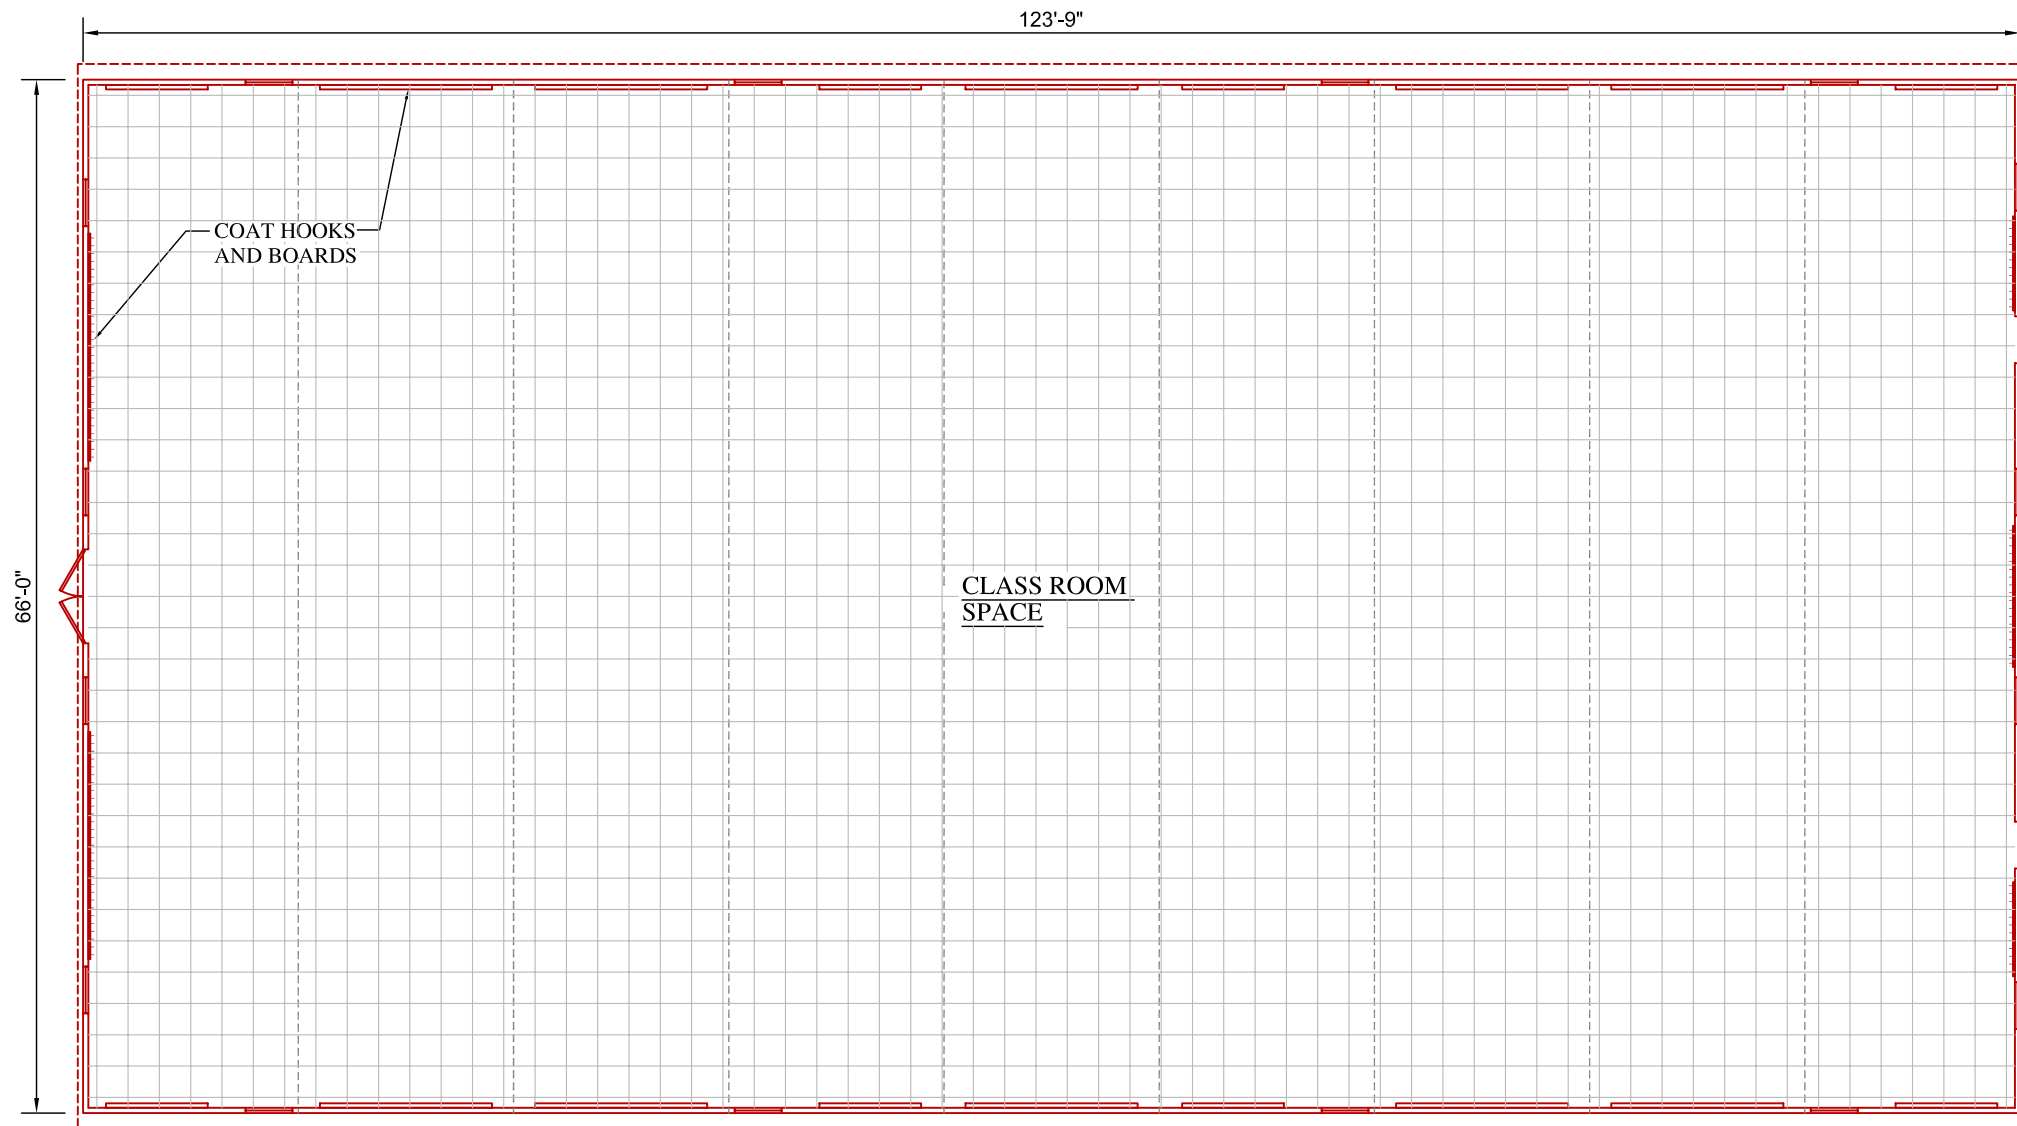 123'-9"
COAT HOOKS
AND BOARDS
66'-0"
CLASS ROOM
SPACE